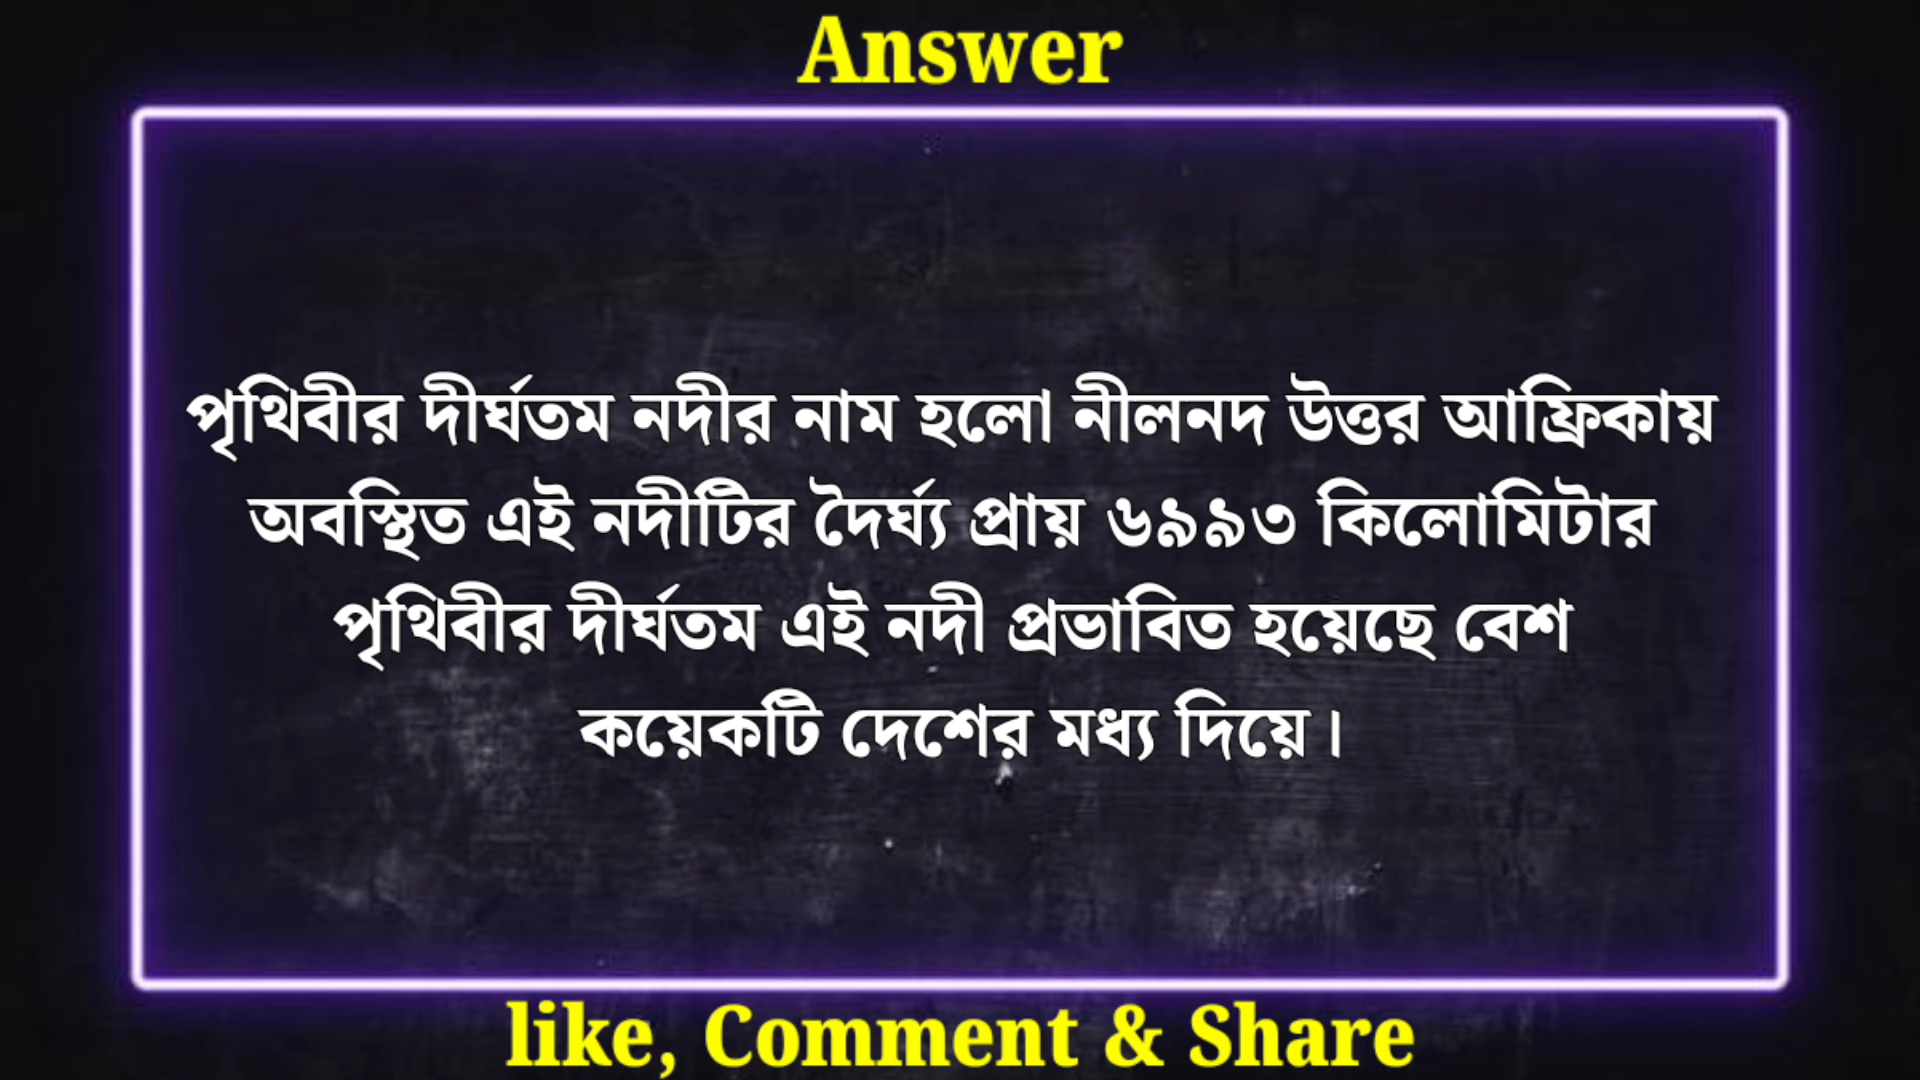 Answer
পৃথিবীর দীর্ঘতম নদীর নাম হলো নীলনদ উত্তর আফ্রিকায়
অবস্থিত এই নদীটির দৈর্ঘ্য প্রায় ৬৯৯৩ কিলোমিটার
পৃথিবীর দীর্ঘতম এই নদী প্রভাবিত হয়েছে বেশ
কয়েকটি দেশের মধ্য দিয়ে।
like, Comment & Share